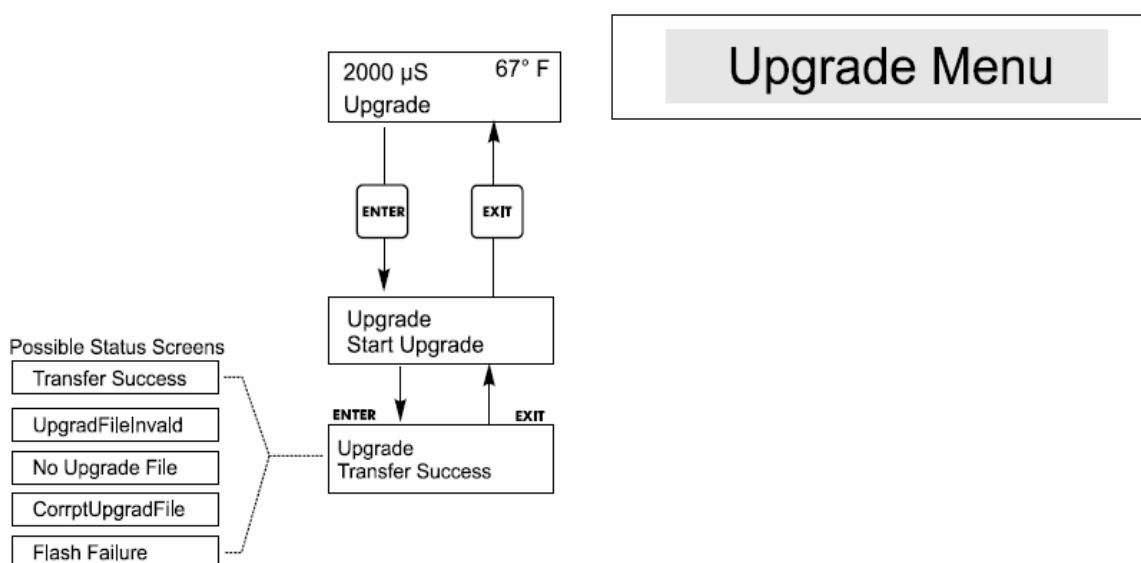 Upgrade Menu
2000 µS 67° F
Upgrade
ENTER EXIT
Upgrade
Start Upgrade
Possible Status Screens
Transfer Success
UpgradFileInvald
No Upgrade File
CorrptUpgradFile
Flash Failure
ENTER EXIT
Upgrade
Transfer Success